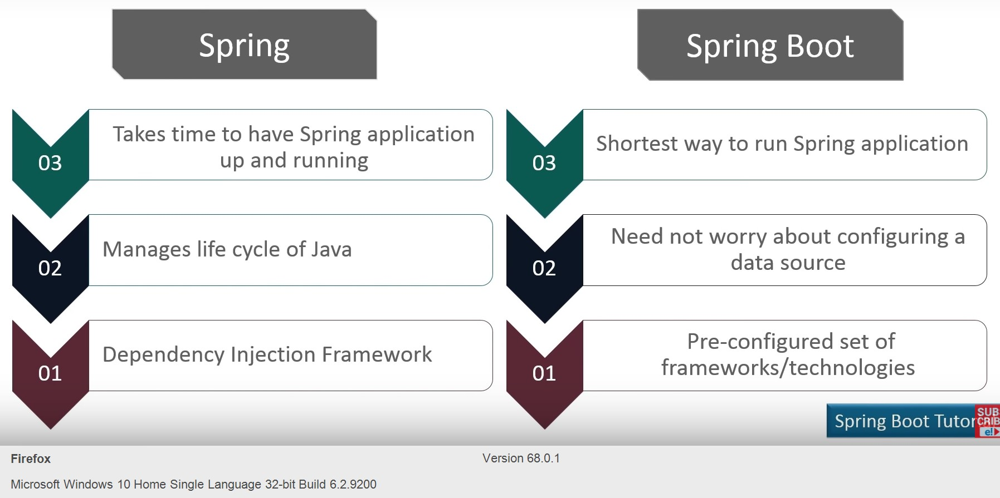 Spring
03
Takes time to have Spring application
up and running
02
Manages life cycle of Java
01
Dependency Injection Framework
Spring Boot
03
Shortest way to run Spring application
02
Need not worry about configuring a
data source
01
Pre-configured set of
frameworks/technologies
Spring Boot Tutor
SUB
CRIB
e!
Firefox
Version 68.0.1
Microsoft Windows 10 Home Single Language 32-bit Build 6.2.9200